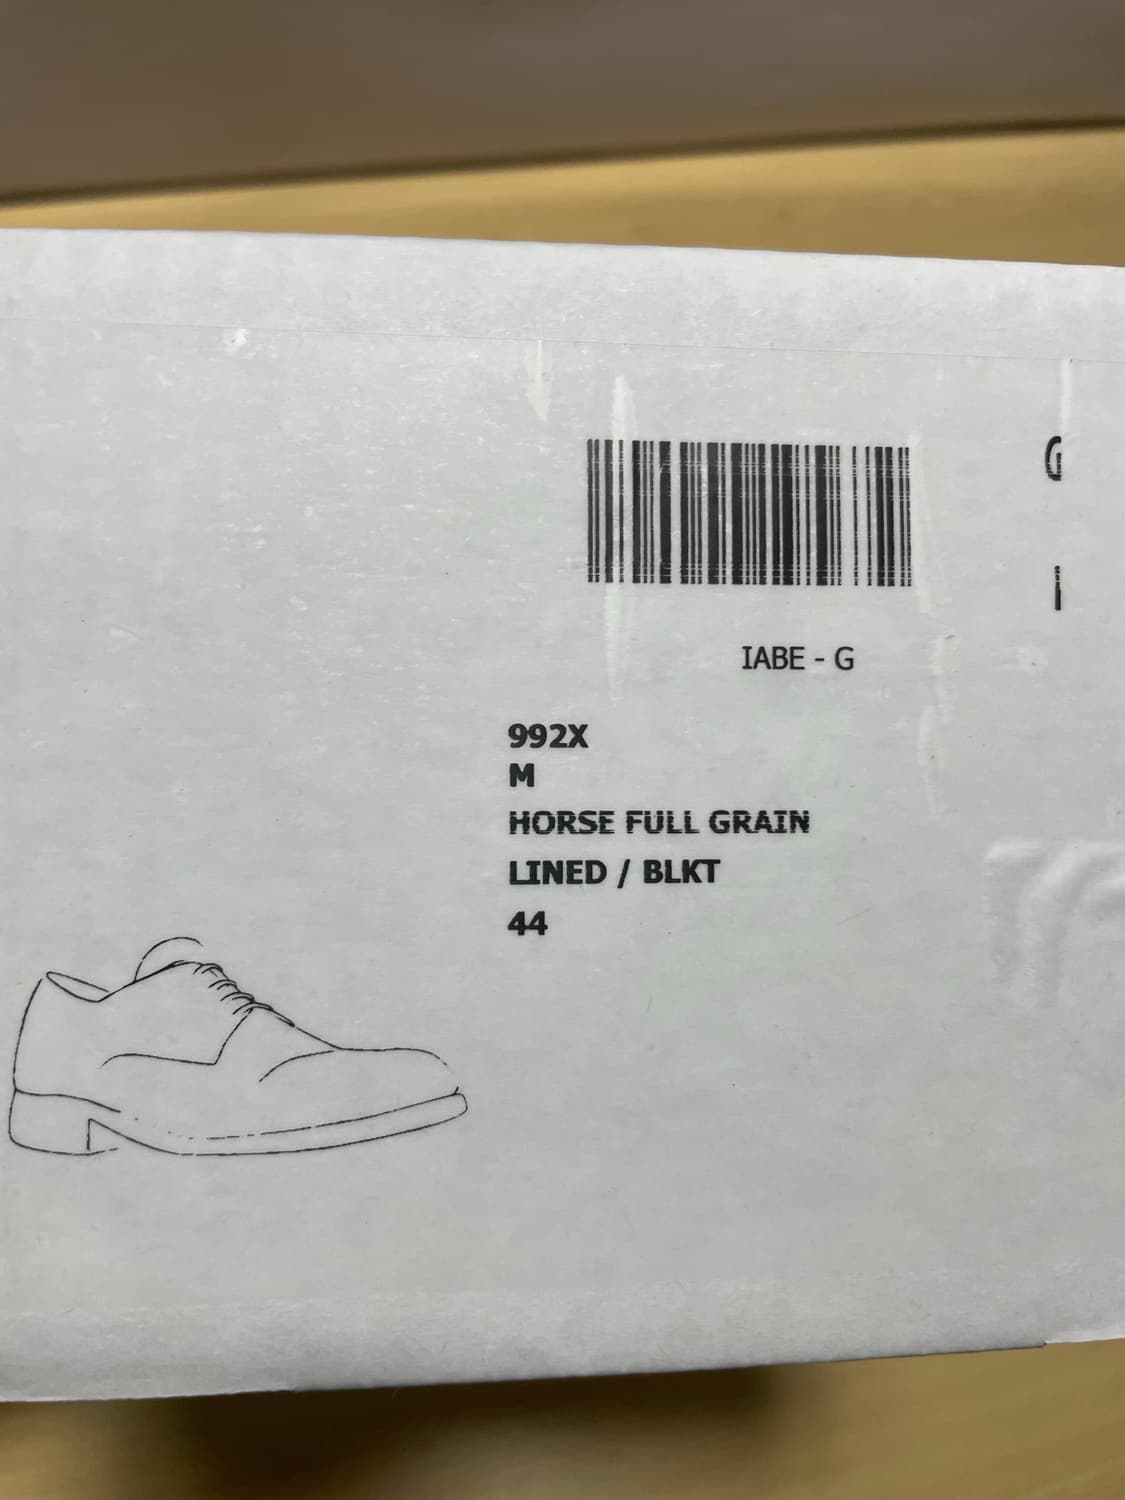 G
I
IABE - G
992X
M
HORSE FULL GRAIN
LINED / BLKT
44